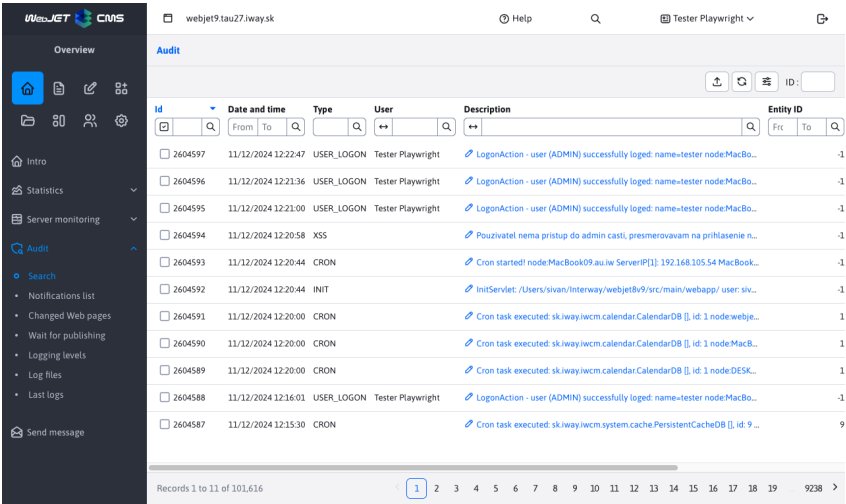 WebJET CMS
webjet9.tau27.iway.sk
Help
Tester Playwright
Overview
Audit
ID:
Id Date and time Type User Description Entity ID
From To Frc To
Intro
Statistics
Server monitoring
Audit
Search
Notifications list
Changed Web pages
Wait for publishing
Logging levels
Log files
Last logs
Send message
2604597 11/12/2024 12:22:47 USER_LOGON Tester Playwright LogonAction - user (ADMIN) successfully loged: name=tester node:MacBo... -1
2604596 11/12/2024 12:21:36 USER_LOGON Tester Playwright LogonAction - user (ADMIN) successfully loged: name=tester node:MacBo... -1
2604595 11/12/2024 12:21:00 USER_LOGON Tester Playwright LogonAction - user (ADMIN) successfully loged: name=tester node:MacBo... -1
2604594 11/12/2024 12:20:58 XSS Pouzivatel nema pristup do admin casti, presmerovavam na prihlasenie n... -1
2604593 11/12/2024 12:20:44 CRON Cron started! node:MacBook09.au.iw ServerIP[1]: 192.168.105.54 MacBook... -1
2604592 11/12/2024 12:20:44 INIT InitServlet: /Users/sivan/Interway/webjet8v9/src/main/webapp/ user: siv... -1
2604591 11/12/2024 12:20:00 CRON Cron task executed: sk.iway.iwcm.calendar.CalendarDB [], id: 1 node:webje... 1
2604590 11/12/2024 12:20:00 CRON Cron task executed: sk.iway.iwcm.calendar.CalendarDB [], id: 1 node:MacB... 1
2604589 11/12/2024 12:20:00 CRON Cron task executed: sk.iway.iwcm.calendar.CalendarDB [], id: 1 node:DESK... 1
2604588 11/12/2024 12:16:01 USER_LOGON Tester Playwright LogonAction - user (ADMIN) successfully loged: name=tester node:MacBo... -1
2604587 11/12/2024 12:15:30 CRON Cron task executed: sk.iway.iwcm.system.cache.PersistentCacheDB [], id: 9 ... 9
Records 1 to 11 of 101,616
1 2 3 4 5 6 7 8 9 10 11 12 13 14 15 16 17 18 19 9238